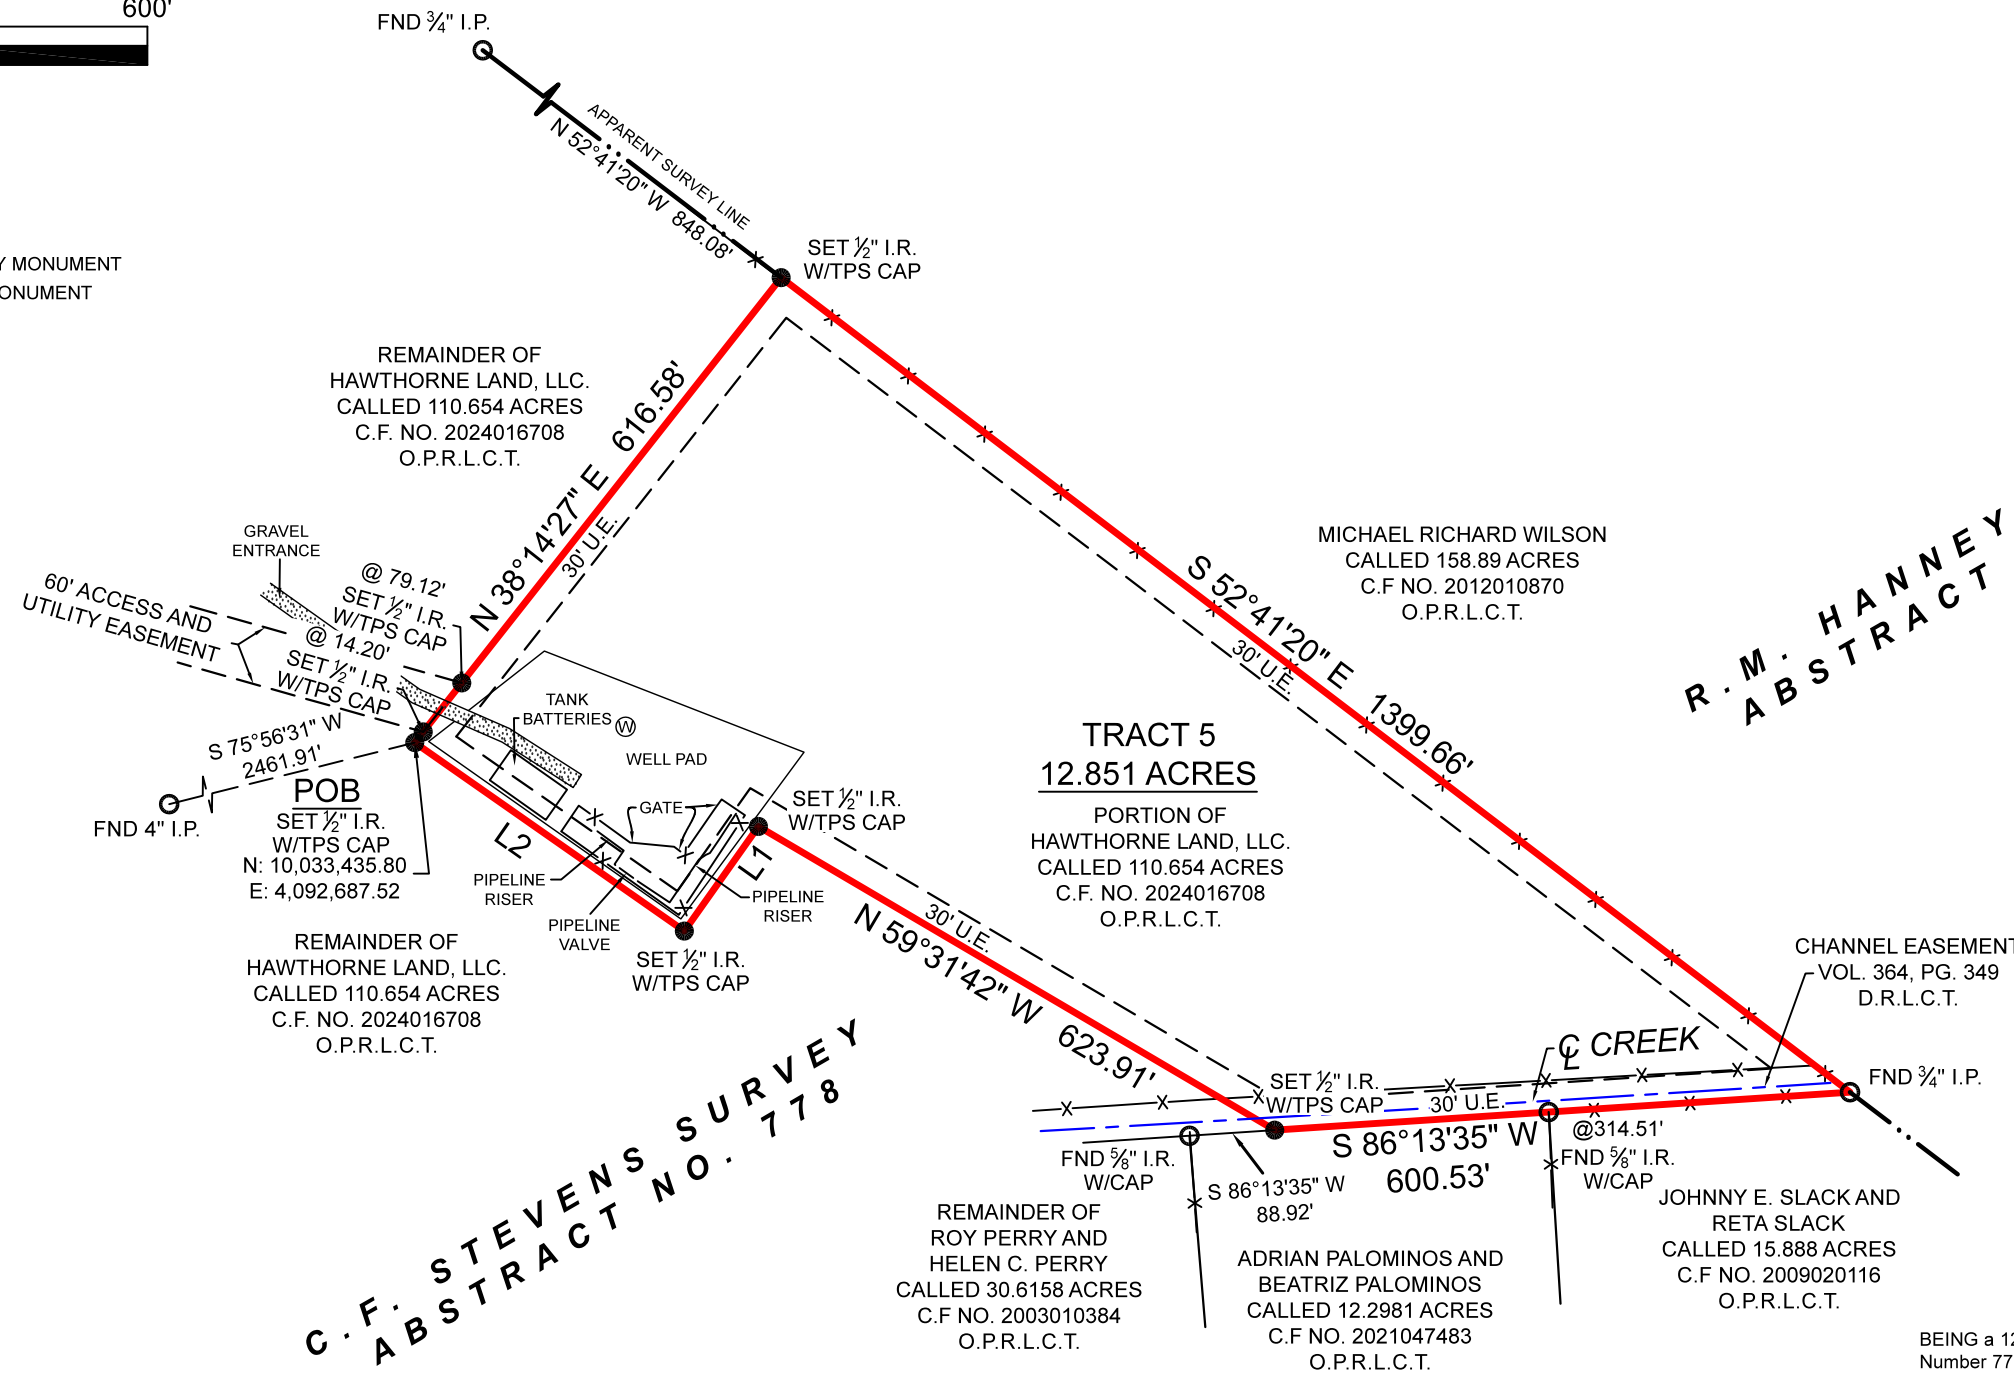 600'
FND ¾" I.P.
APPARENT SURVEY LINE
N 52°41'20" W 848.08'
Y MONUMENT
ONUMENT
SET ½" I.R.
W/TPS CAP
REMAINDER OF
HAWTHORNE LAND, LLC.
CALLED 110.654 ACRES
C.F. NO. 2024016708
O.P.R.L.C.T.
N 38°14'27" E 616.58'
30' U.E.
GRAVEL
ENTRANCE
60' ACCESS AND
UTILITY EASEMENT
@ 79.12'
SET ½" I.R.
W/TPS CAP
@ 14.20'
SET ½" I.R.
W/TPS CAP
S 75°56'31" W
2461.91'
FND 4" I.P.
POB
SET ½" I.R.
W/TPS CAP
N: 10,033,435.80
E: 4,092,687.52
TANK
BATTERIES
W
WELL PAD
GATE
L2
L1
PIPELINE
RISER
PIPELINE
VALVE
PIPELINE
RISER
SET ½" I.R.
W/TPS CAP
SET ½" I.R.
W/TPS CAP
REMAINDER OF
HAWTHORNE LAND, LLC.
CALLED 110.654 ACRES
C.F. NO. 2024016708
O.P.R.L.C.T.
TRACT 5
12.851 ACRES
PORTION OF
HAWTHORNE LAND, LLC.
CALLED 110.654 ACRES
C.F. NO. 2024016708
O.P.R.L.C.T.
S 52°41'20" E 1399.66'
30' U.E.
MICHAEL RICHARD WILSON
CALLED 158.89 ACRES
C.F NO. 2012010870
O.P.R.L.C.T.
R.M. HANNEY
ABSTRACT
30' U.E.
N 59°31'42" W 623.91'
CHANNEL EASEMENT
VOL. 364, PG. 349
D.R.L.C.T.
CL CREEK
FND ¾" I.P.
SET ½" I.R.
W/TPS CAP
30' U.E.
S 86°13'35" W
600.53'
@314.51'
FND ⅝" I.R.
W/CAP
FND ⅝" I.R.
W/CAP
S 86°13'35" W
88.92'
C.F. STEVENS SURVEY
ABSTRACT NO. 778
REMAINDER OF
ROY PERRY AND
HELEN C. PERRY
CALLED 30.6158 ACRES
C.F NO. 2003010384
O.P.R.L.C.T.
ADRIAN PALOMINOS AND
BEATRIZ PALOMINOS
CALLED 12.2981 ACRES
C.F NO. 2021047483
O.P.R.L.C.T.
JOHNNY E. SLACK AND
RETA SLACK
CALLED 15.888 ACRES
C.F NO. 2009020116
O.P.R.L.C.T.
BEING a 12
Number 77